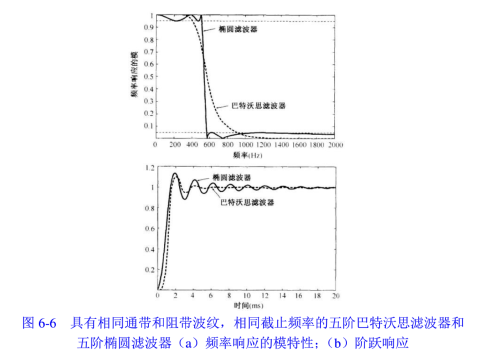 1
0.9
0.8
0.7
0.6
0.5
0.4
0.3
0.2
0.1
频率响应的模
椭圆滤波器
巴特沃思滤波器
0 200 400 600 800 1000 1200 1400 1600 1800 2000
频率(Hz)
1.2
1.0
0.8
0.6
0.4
0.2
椭圆滤波器
巴特沃思滤波器
0 2 4 6 8 10 12 14 16 18 20
时间(ms)
图 6-6 具有相同通带和阻带波纹，相同截止频率的五阶巴特沃思滤波器和
五阶椭圆滤波器（a）频率响应的模特性;（b）阶跃响应